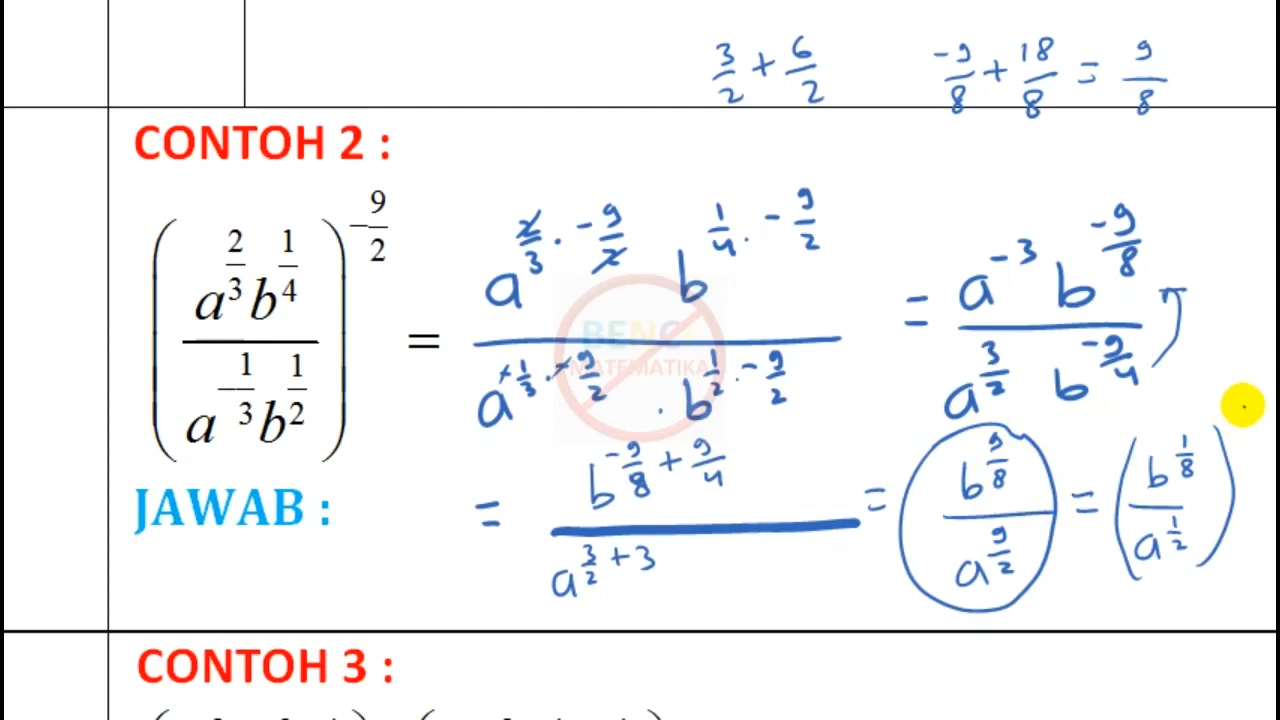 3/2 + 6/2    -9/8 + 18/8 = 9/8
CONTOH 2 :
(a^(2/3) b^(1/4) / a^(-1/3) b^(1/2))^(-9/2) = a^(2/3 · -9/2) b^(1/4 · -9/2) / a^(-1/3 · -9/2) · b^(1/2 · -9/2) = a^(-3) b^(-9/8) / a^(3/2) b^(-9/4)
JAWAB : = b^(-9/8 + 9/4) / a^(3/2 + 3) = b^(9/8) / a^(9/2) = (b^(1/8) / a^(1/2))
MATEMATIKA
CONTOH 3 :